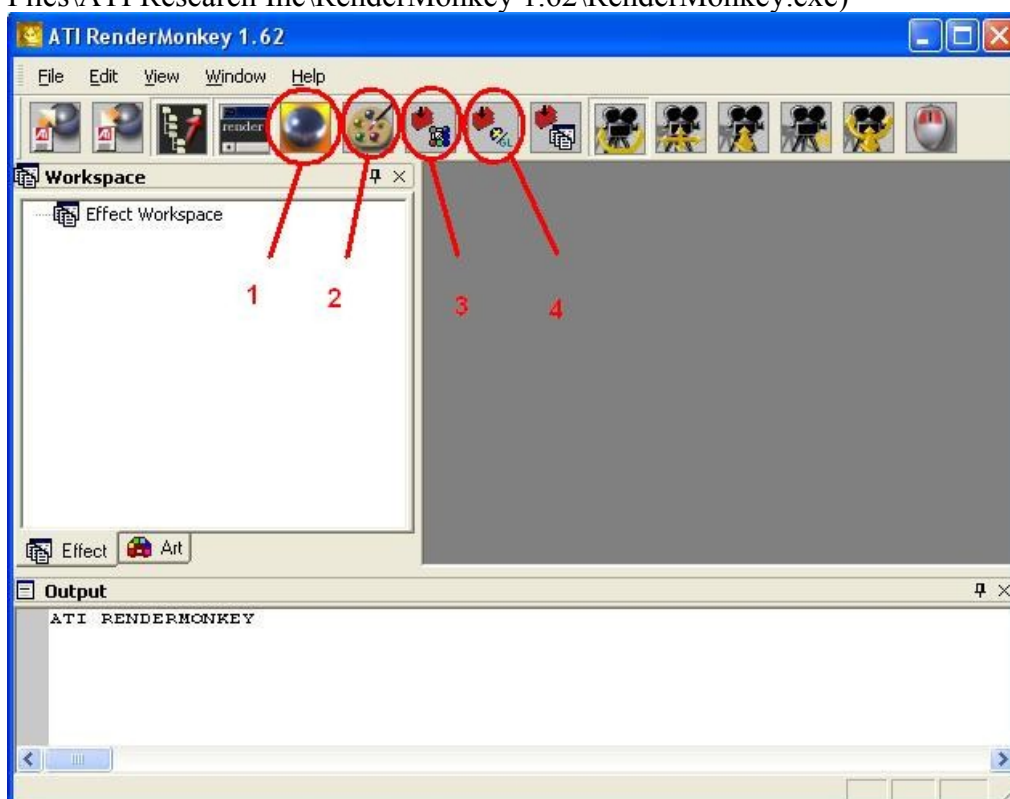 Files\ATI Research Inc\RenderMonkey 1.62\RenderMonkey.exe)
ATI RenderMonkey 1.62
File Edit View Window Help
render
Workspace
Effect Workspace
1 2 3 4
Effect Art
Output
ATI RENDERMONKEY